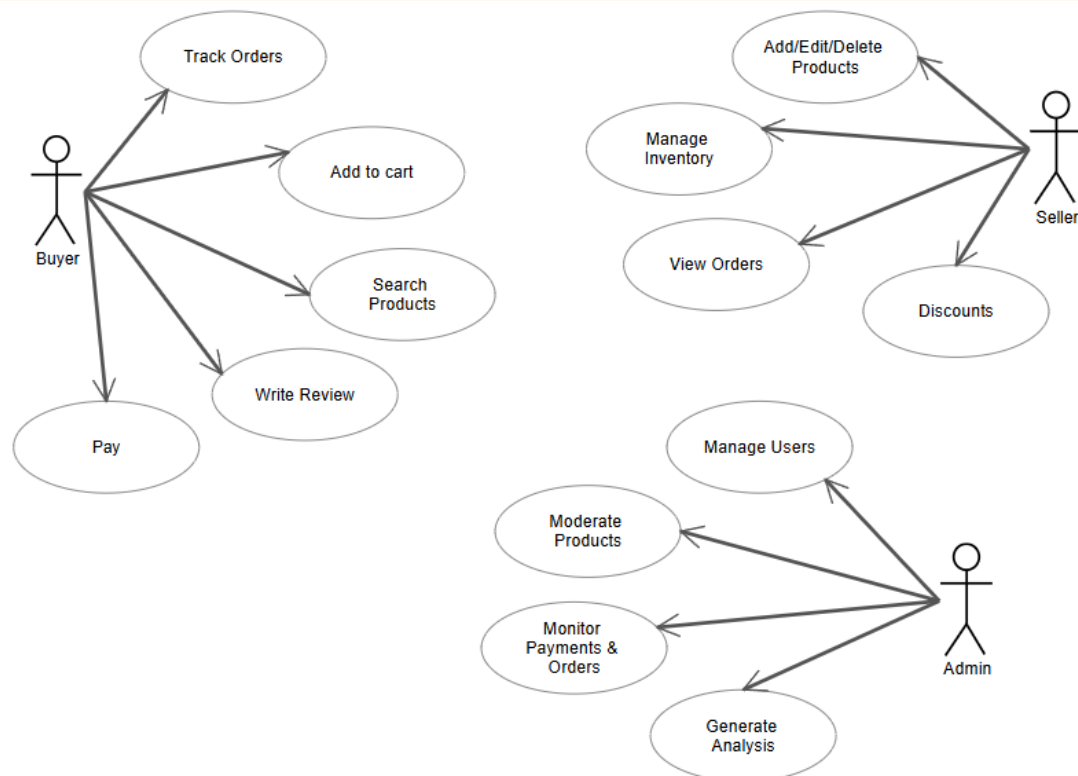 Track Orders
Add to cart
Buyer
Search
Products
Write Review
Pay
Add/Edit/Delete
Products
Manage
Inventory
Seller
View Orders
Discounts
Manage Users
Moderate
Products
Monitor
Payments &
Orders
Admin
Generate
Analysis